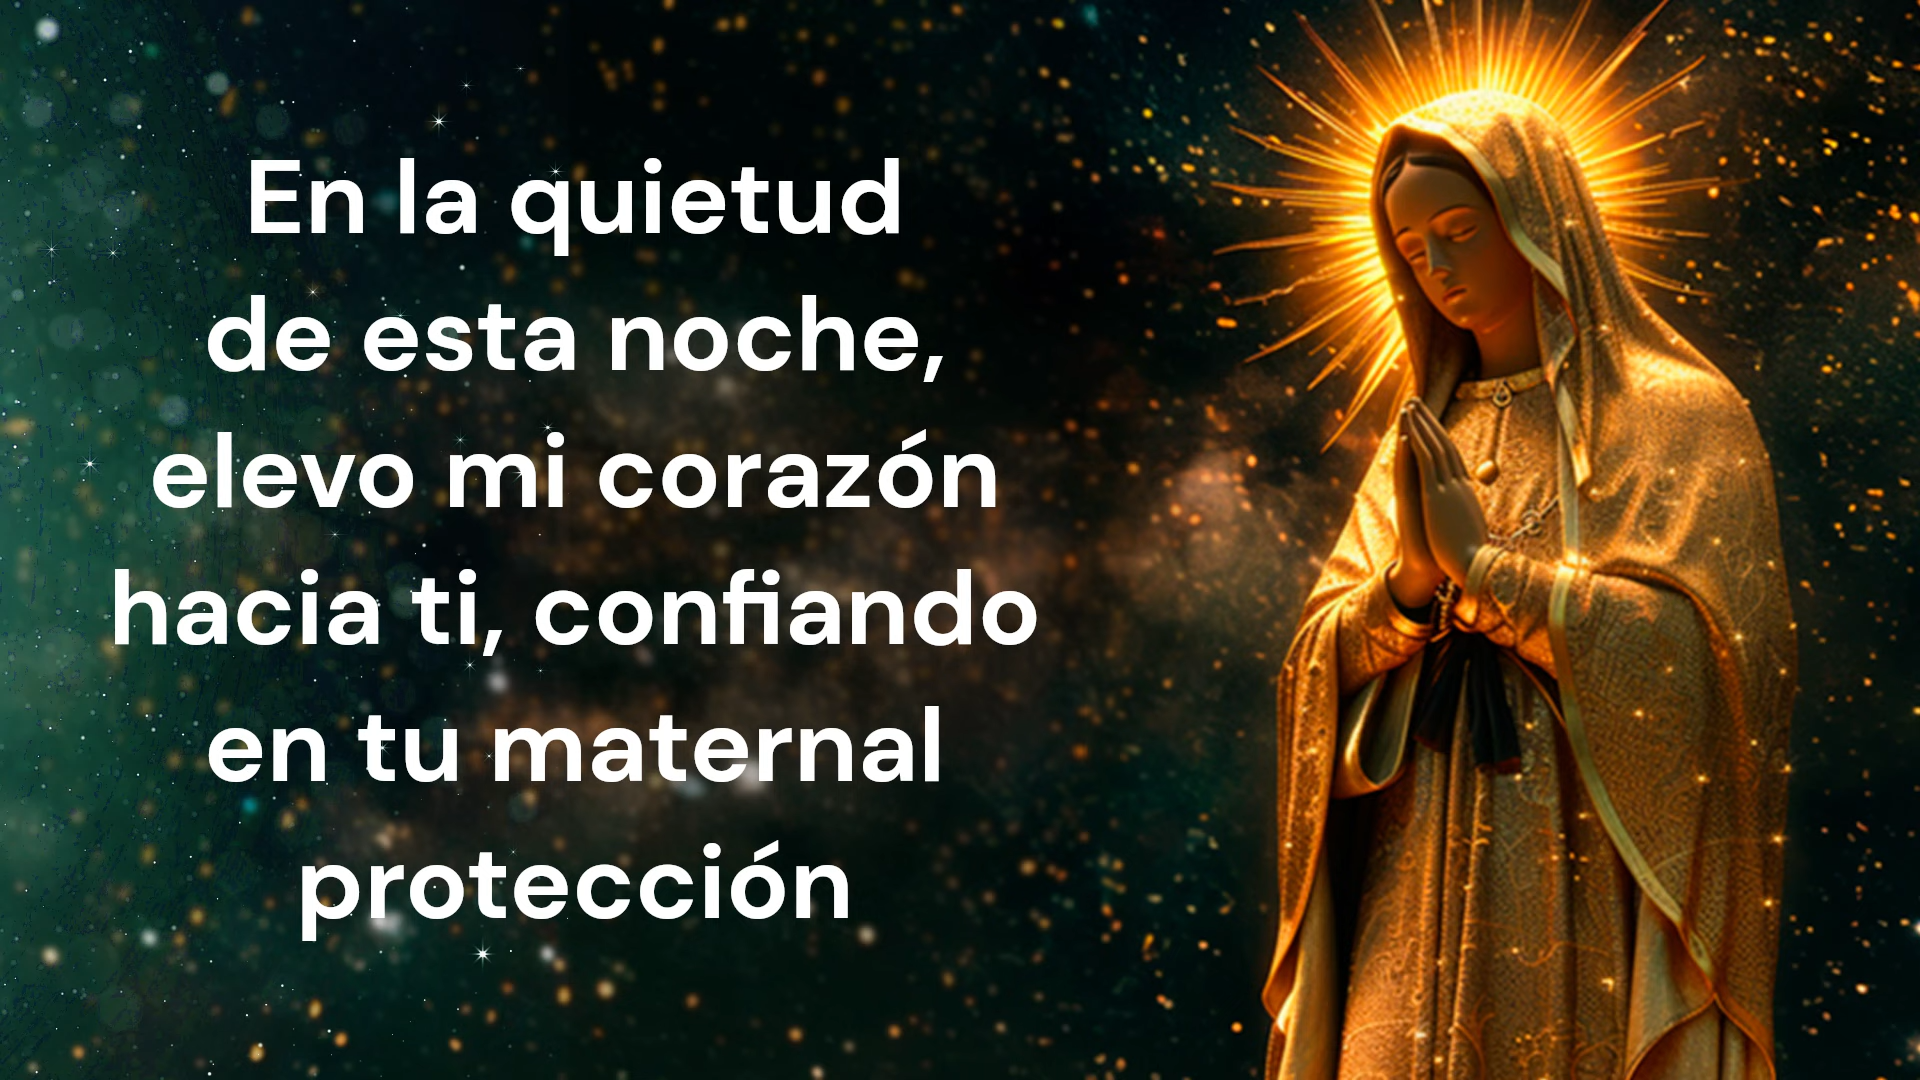 En la quietud
de esta noche,
elevo mi corazón
hacia ti, confiando
en tu maternal
protección